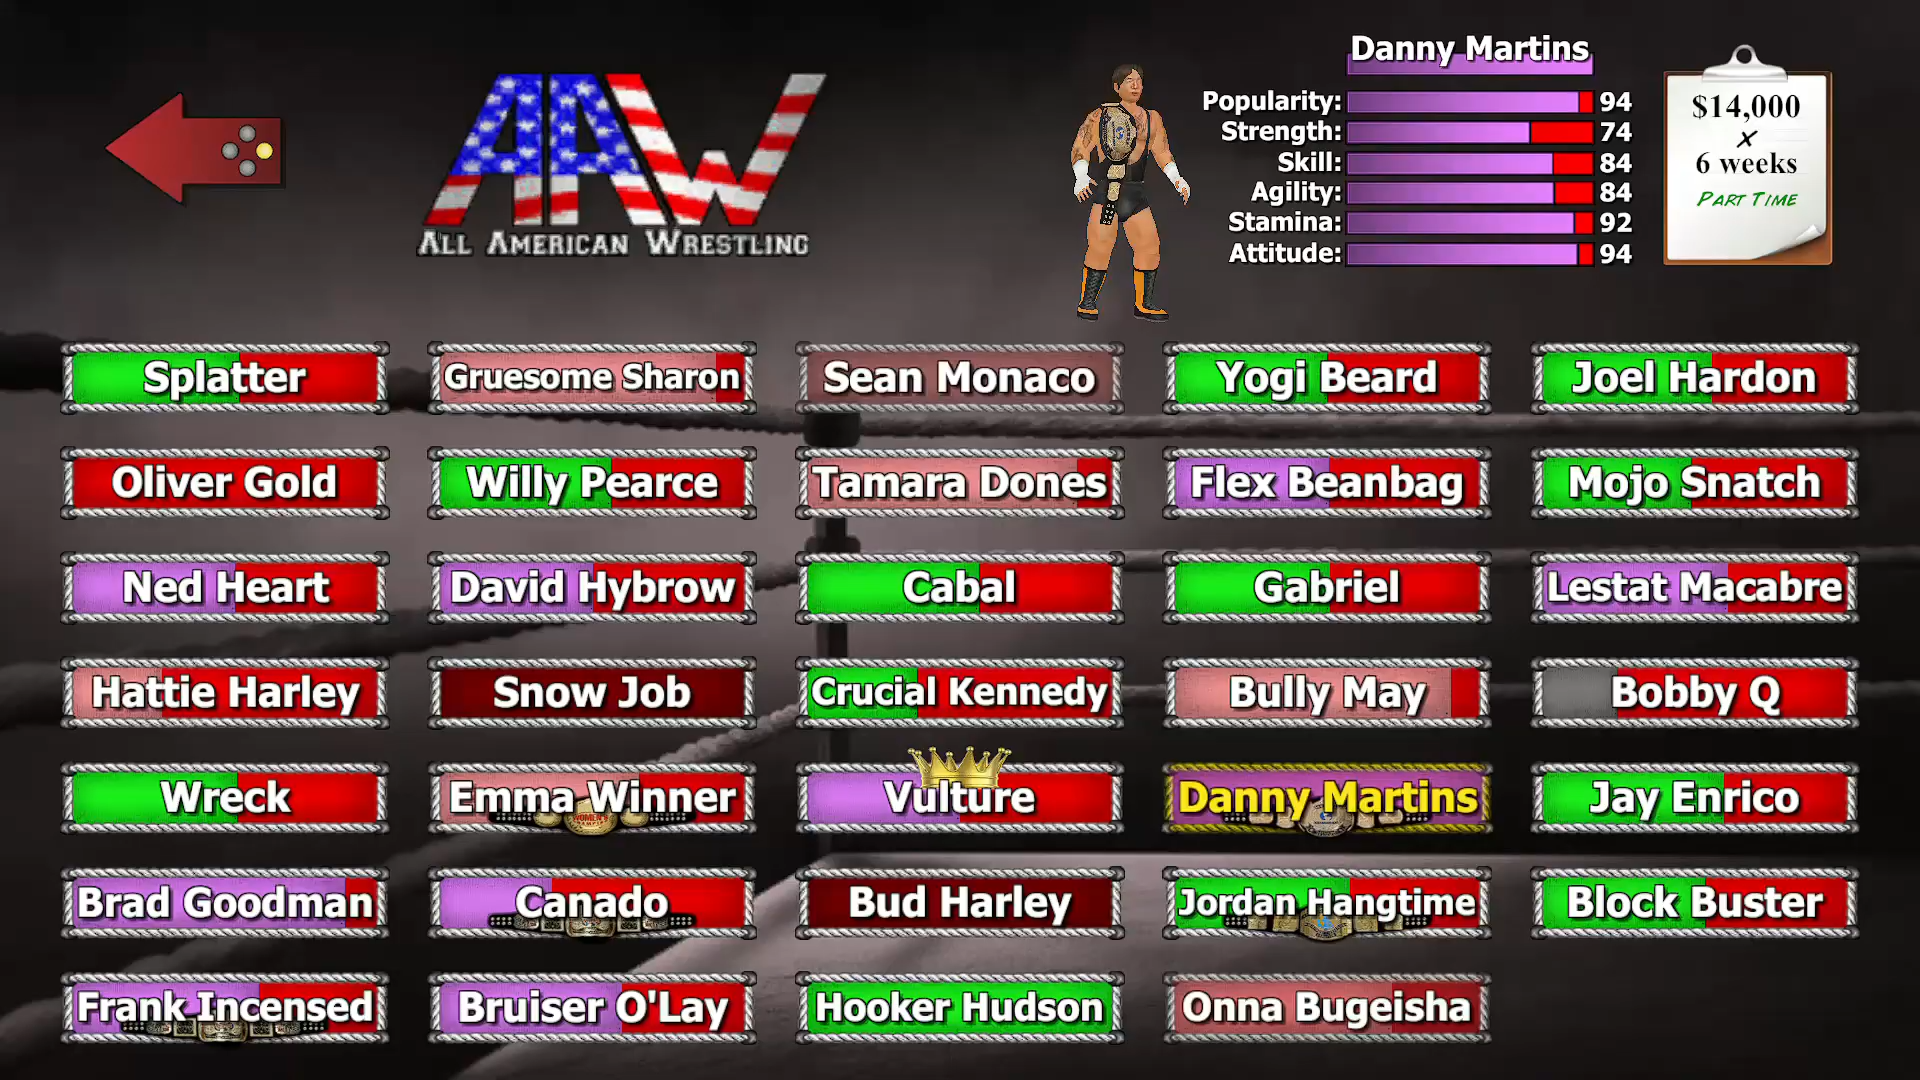 AAW
ALL AMERICAN WRESTLING
Danny Martins
Popularity: 94
Strength: 74
Skill: 84
Agility: 84
Stamina: 92
Attitude: 94
$14,000
x
6 weeks
PART TIME
Splatter
Gruesome Sharon
Sean Monaco
Yogi Beard
Joel Hardon
Oliver Gold
Willy Pearce
Tamara Dones
Flex Beanbag
Mojo Snatch
Ned Heart
David Hybrow
Cabal
Gabriel
Lestat Macabre
Hattie Harley
Snow Job
Crucial Kennedy
Bully May
Bobby Q
Wreck
Emma Winner
Vulture
Danny Martins
Jay Enrico
Brad Goodman
Canado
Bud Harley
Jordan Hangtime
Block Buster
Frank Incensed
Bruiser O'Lay
Hooker Hudson
Onna Bugeisha